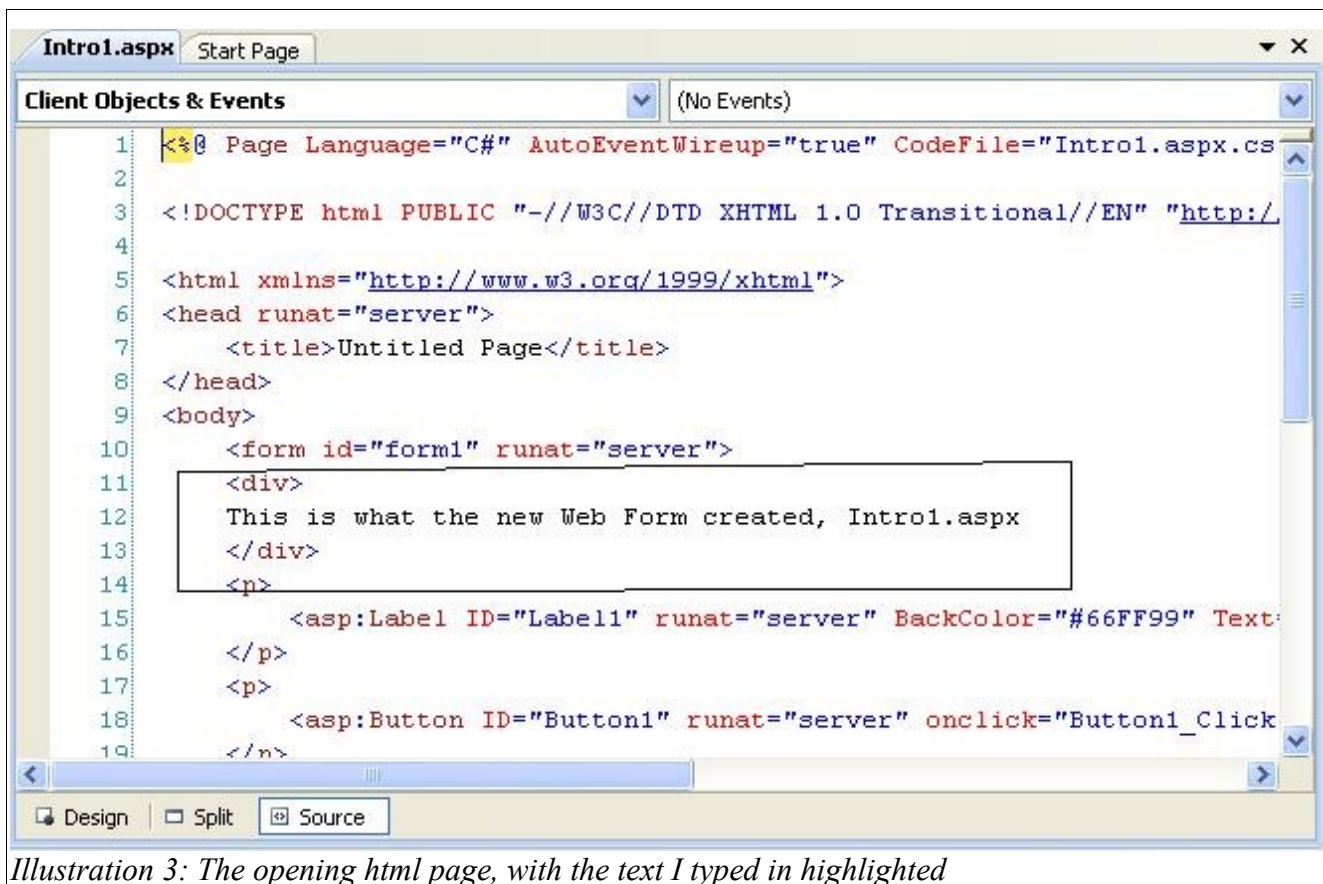 Intro1.aspx Start Page
Client Objects & Events (No Events)
1 <%@ Page Language="C#" AutoEventWireup="true" CodeFile="Intro1.aspx.cs
2
3 <!DOCTYPE html PUBLIC "-//W3C//DTD XHTML 1.0 Transitional//EN" "http:/
4
5 <html xmlns="http://www.w3.org/1999/xhtml">
6 <head runat="server">
7 <title>Untitled Page</title>
8 </head>
9 <body>
10 <form id="form1" runat="server">
11 <div>
12 This is what the new Web Form created, Intro1.aspx
13 </div>
14 <p>
15 <asp:Label ID="Label1" runat="server" BackColor="#66FF99" Text
16 </p>
17 <p>
18 <asp:Button ID="Button1" runat="server" onclick="Button1_Click
19 </p>
Design Split Source
Illustration 3: The opening html page, with the text I typed in highlighted